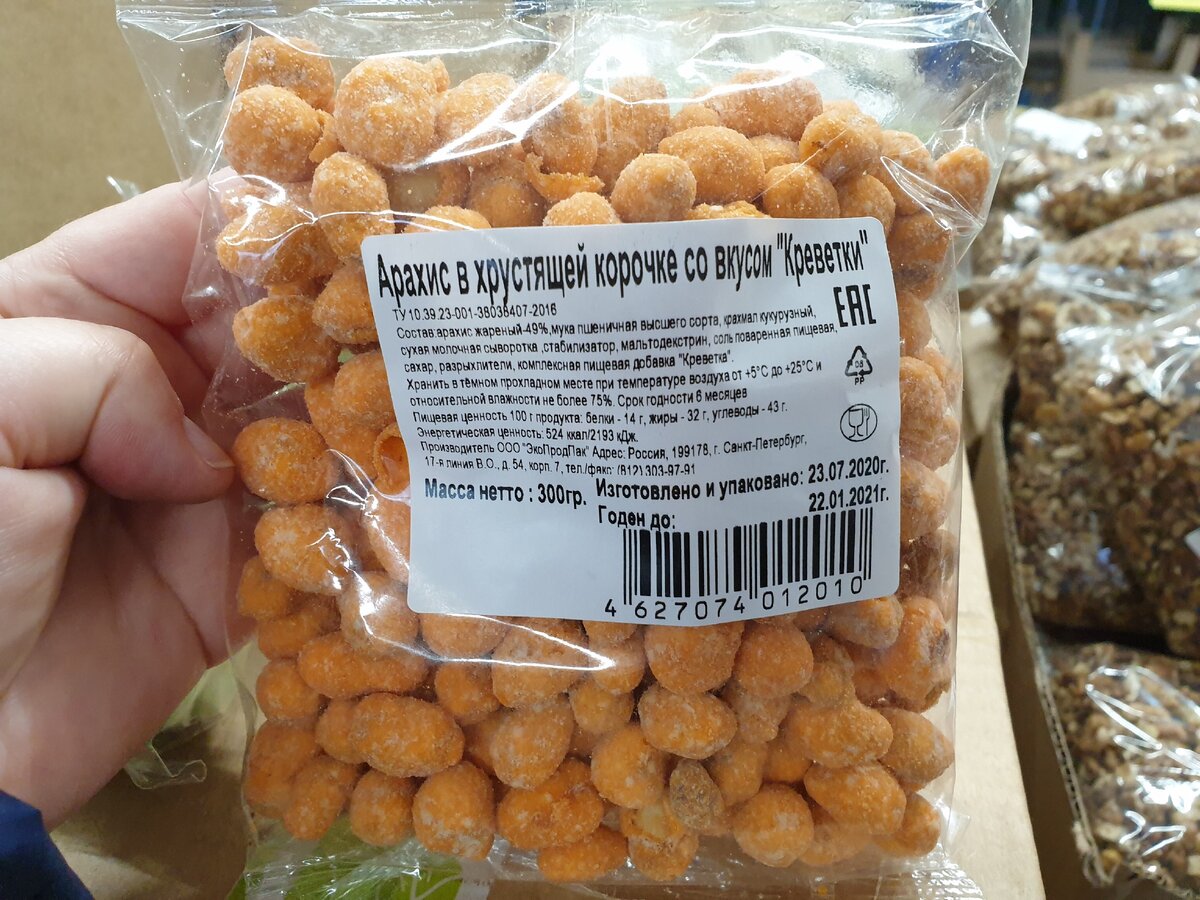 Арахис в хрустящей корочке со вкусом "Креветки"
ТУ 10.39.23-001-38038407-2016
EAC
Состав:арахис жареный-49%,мука пшеничная высшего сорта, крахмал кукурузный,
сухая молочная сыворотка ,стабилизатор, мальтодекстрин, соль поваренная пищевая,
сахар, разрыхлители, комплексная пищевая добавка "Креветка".
Хранить в тёмном прохладном месте при температуре воздуха от +5°С до +25°С и
относительной влажности не более 75%. Срок годности 6 месяцев
Пищевая ценность 100 г продукта: белки - 14 г, жиры - 32 г, углеводы - 43 г.
Энергетическая ценность: 524 ккал/2193 кДж.
Производитель ООО "ЭкоПродПак" Адрес: Россия, 199178, г. Санкт-Петербург,
17-я линия В.О., д. 54, корп. 7, тел./факс: (812) 303-97-91
08
PP
Масса нетто : 300гр.
Изготовлено и упаковано: 23.07.2020г.
Годен до: 22.01.2021г.
4 627074 012010